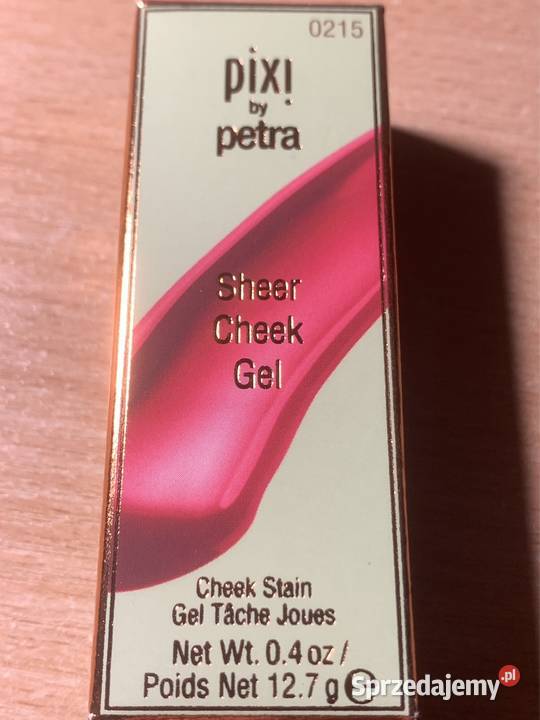 0215
pixi
by
petra
Sheer
Cheek
Gel
Cheek Stain
Gel Tâche Joues
Net Wt. 0.4 oz /
Poids Net 12.7 g ℮
Sprzedajemy.pl